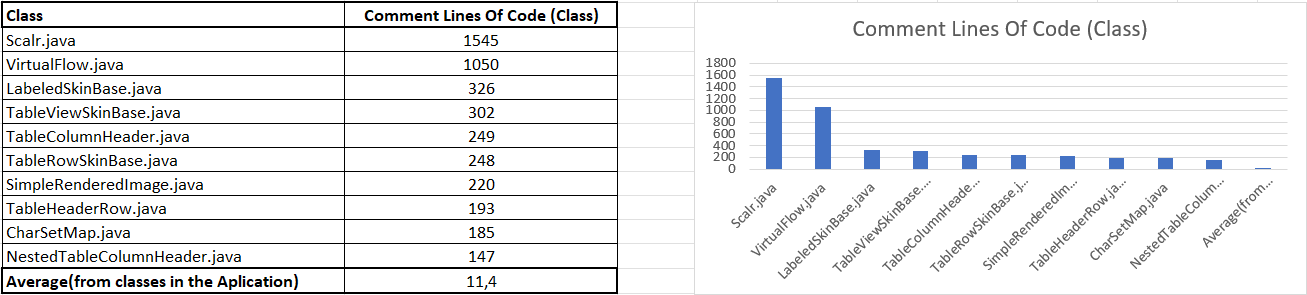 Class Comment Lines Of Code (Class)
Scalr.java 1545
VirtualFlow.java 1050
LabeledSkinBase.java 326
TableViewSkinBase.java 302
TableColumnHeader.java 249
TableRowSkinBase.java 248
SimpleRenderedImage.java 220
TableHeaderRow.java 193
CharSetMap.java 185
NestedTableColumnHeader.java 147
Average(from classes in the Aplication) 11,4
Comment Lines Of Code (Class)
1800
1600
1400
1200
1000
800
600
400
200
0
Scalr.java
VirtualFlow.java
LabeledSkinBase.java
TableViewSkinBase....
TableColumnHeade...
TableRowSkinBase.j...
SimpleRenderedIm...
TableHeaderRow.ja...
CharSetMap.java
NestedTableColum...
Average(from...